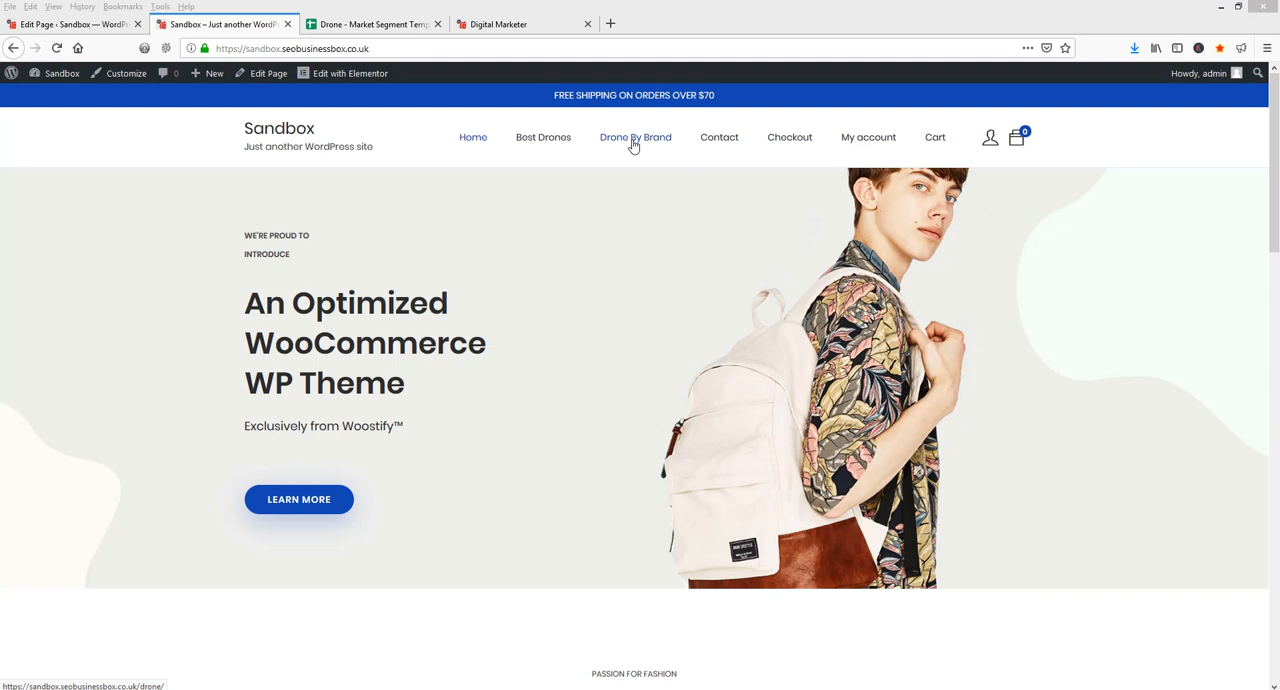 File Edit View History Bookmarks Tools Help
Edit Page ‹ Sandbox — WordPr
Sandbox – Just another WordPr
Drone - Market Segment Temp
Digital Marketer
https://sandbox.seobusinessbox.co.uk
Sandbox Customize 0 New Edit Page Edit with Elementor Howdy, admin
FREE SHIPPING ON ORDERS OVER $70
Sandbox
Just another WordPress site
Home Best Drones Drone By Brand Contact Checkout My account Cart 0
WE'RE PROUD TO
INTRODUCE
An Optimized
WooCommerce
WP Theme
Exclusively from Woostify™
LEARN MORE
PASSION FOR FASHION
https://sandbox.seobusinessbox.co.uk/drone/